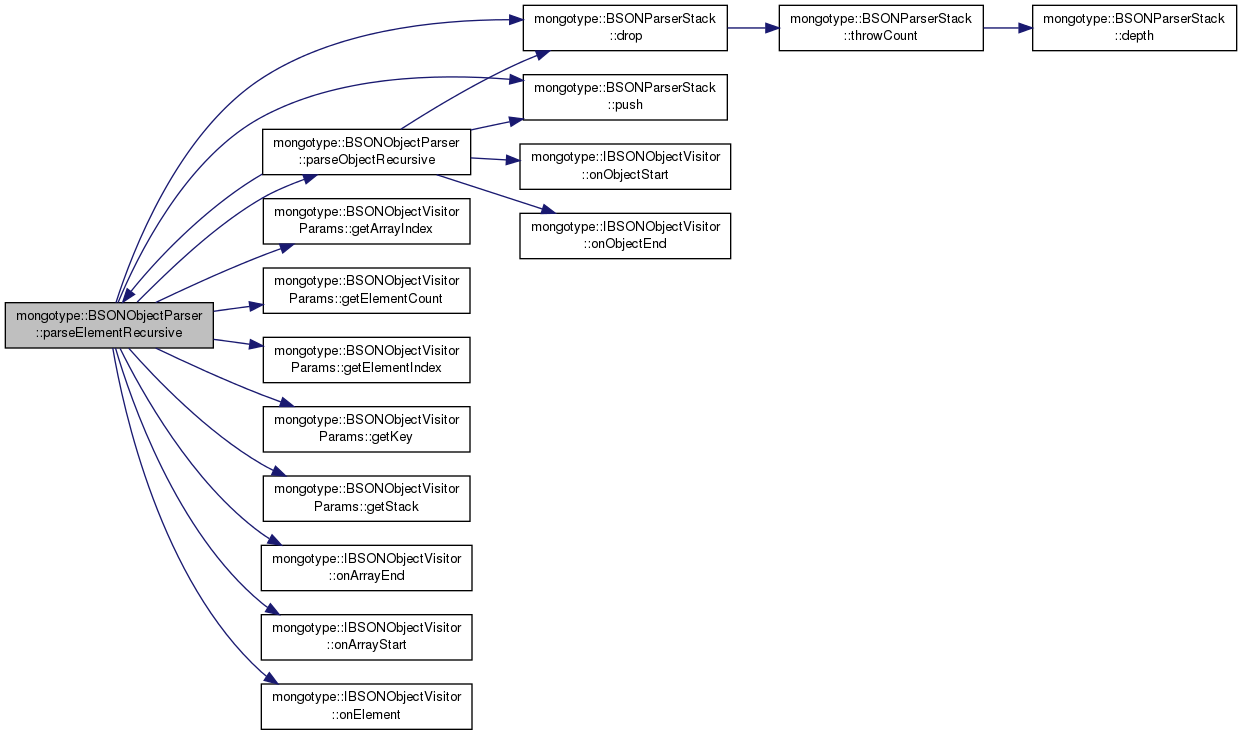 mongotype::BSONParserStack
::drop
mongotype::BSONParserStack
::throwCount
mongotype::BSONParserStack
::depth
mongotype::BSONParserStack
::push
mongotype::BSONObjectParser
::parseObjectRecursive
mongotype::IBSONObjectVisitor
::onObjectStart
mongotype::BSONObjectVisitor
Params::getArrayIndex
mongotype::IBSONObjectVisitor
::onObjectEnd
mongotype::BSONObjectVisitor
Params::getElementCount
mongotype::BSONObjectParser
::parseElementRecursive
mongotype::BSONObjectVisitor
Params::getElementIndex
mongotype::BSONObjectVisitor
Params::getKey
mongotype::BSONObjectVisitor
Params::getStack
mongotype::IBSONObjectVisitor
::onArrayEnd
mongotype::IBSONObjectVisitor
::onArrayStart
mongotype::IBSONObjectVisitor
::onElement